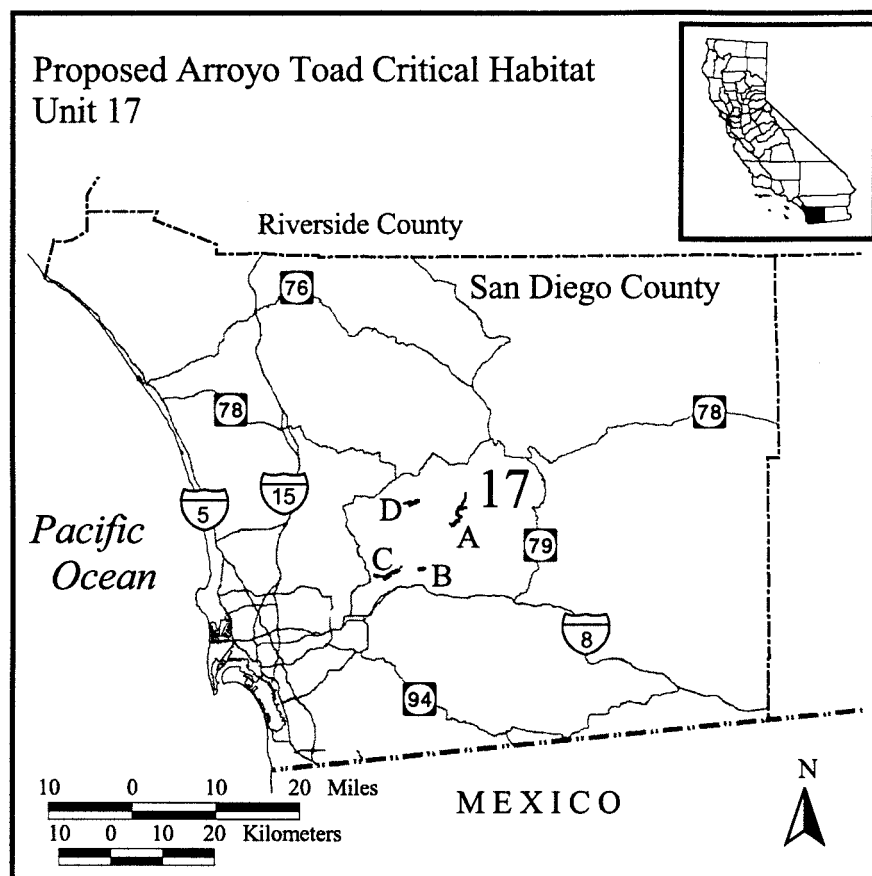 Proposed Arroyo Toad Critical Habitat
Unit 17
Riverside County
San Diego County
76
78
78
15
5
17
D
A
79
Pacific
Ocean
C
B
8
94
10 0 10 20 Miles
10 0 10 20 Kilometers
MEXICO
N